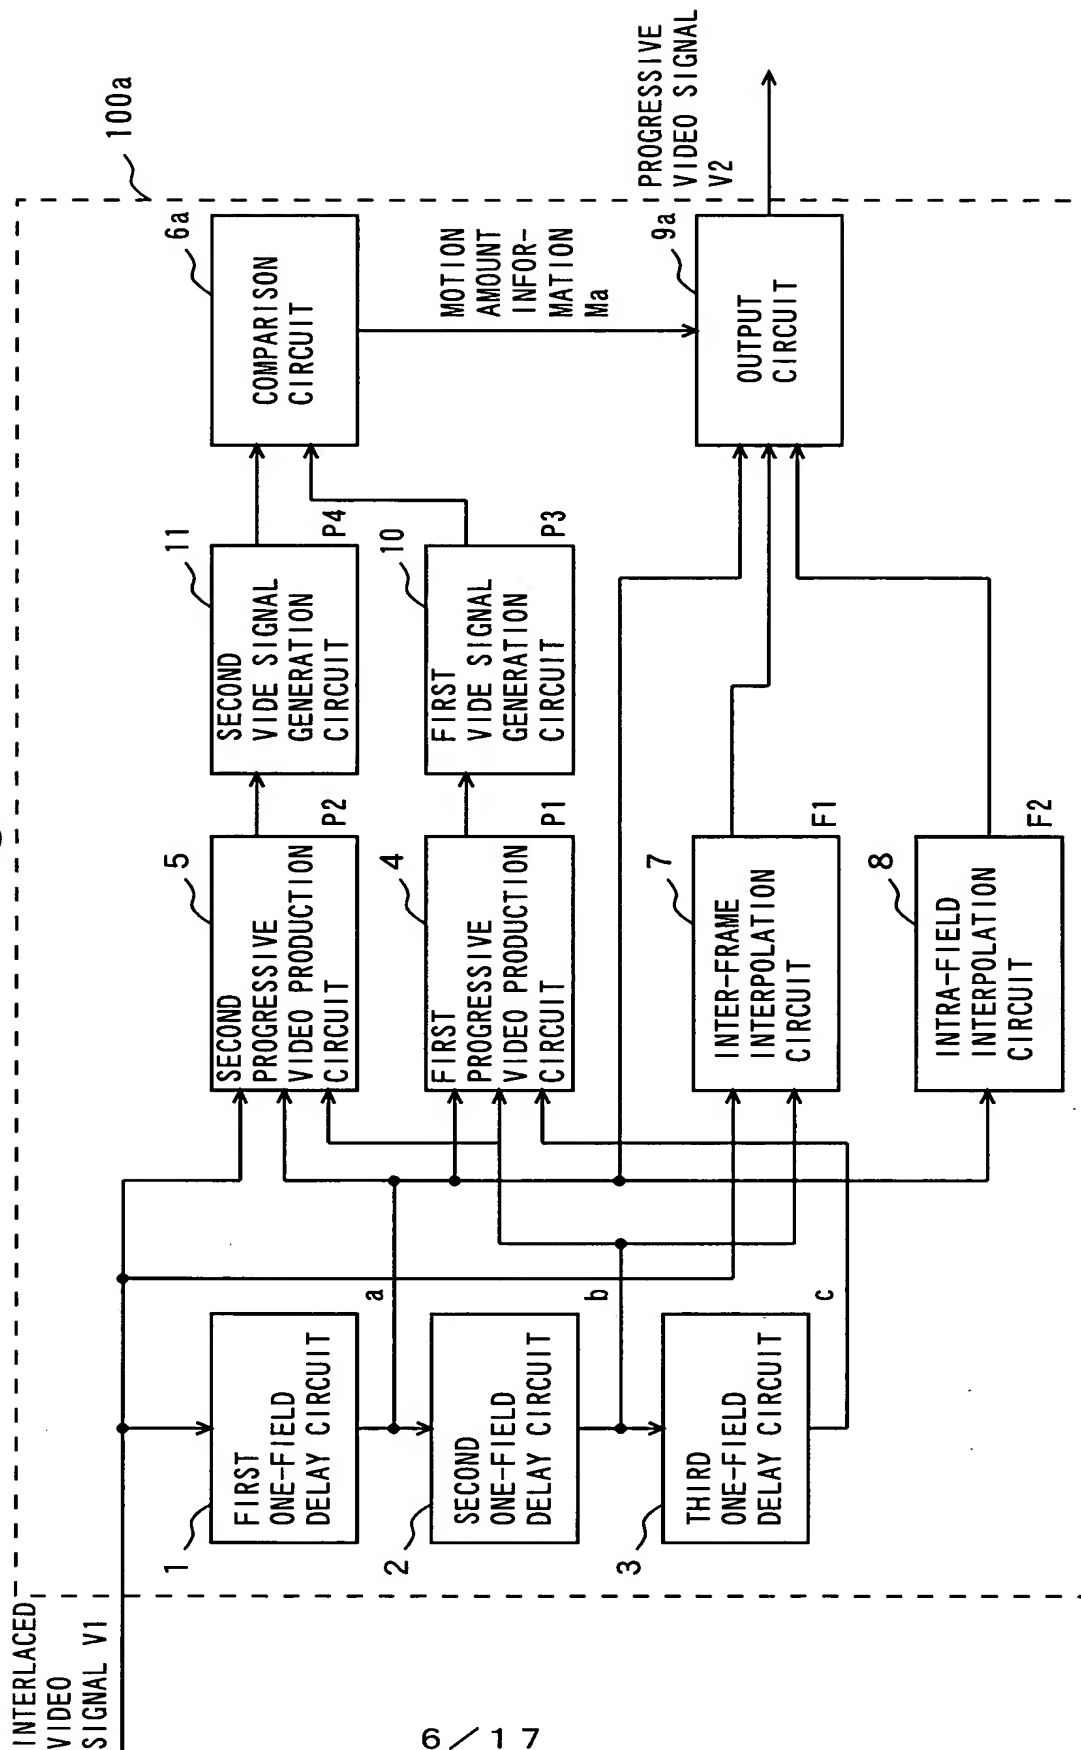 INTERLACED
VIDEO
SIGNAL V1
100a
1
FIRST
ONE-FIELD
DELAY CIRCUIT
a
2
SECOND
ONE-FIELD
DELAY CIRCUIT
b
3
THIRD
ONE-FIELD
DELAY CIRCUIT
c
5
SECOND
PROGRESSIVE
VIDEO PRODUCTION
CIRCUIT
P2
4
FIRST
PROGRESSIVE
VIDEO PRODUCTION
CIRCUIT
P1
7
INTER-FRAME
INTERPOLATION
CIRCUIT
F1
8
INTRA-FIELD
INTERPOLATION
CIRCUIT
F2
11
SECOND
VIDE SIGNAL
GENERATION
CIRCUIT
P4
10
FIRST
VIDE SIGNAL
GENERATION
CIRCUIT
P3
6a
COMPARISON
CIRCUIT
MOTION
AMOUNT
INFOR-
MATION
Ma
9a
OUTPUT
CIRCUIT
PROGRESSIVE
VIDEO SIGNAL
V2
6/17